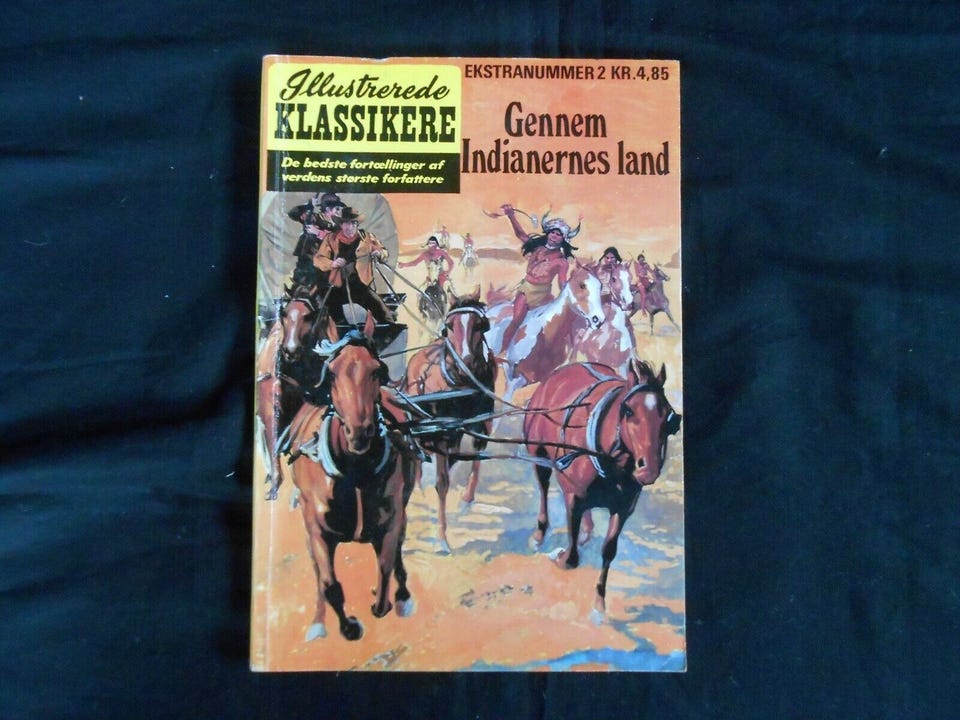 Illustrerede
KLASSIKERE
De bedste fortællinger af
verdens største forfattere
EKSTRANUMMER 2 KR. 4,85
Gennem
Indianernes land